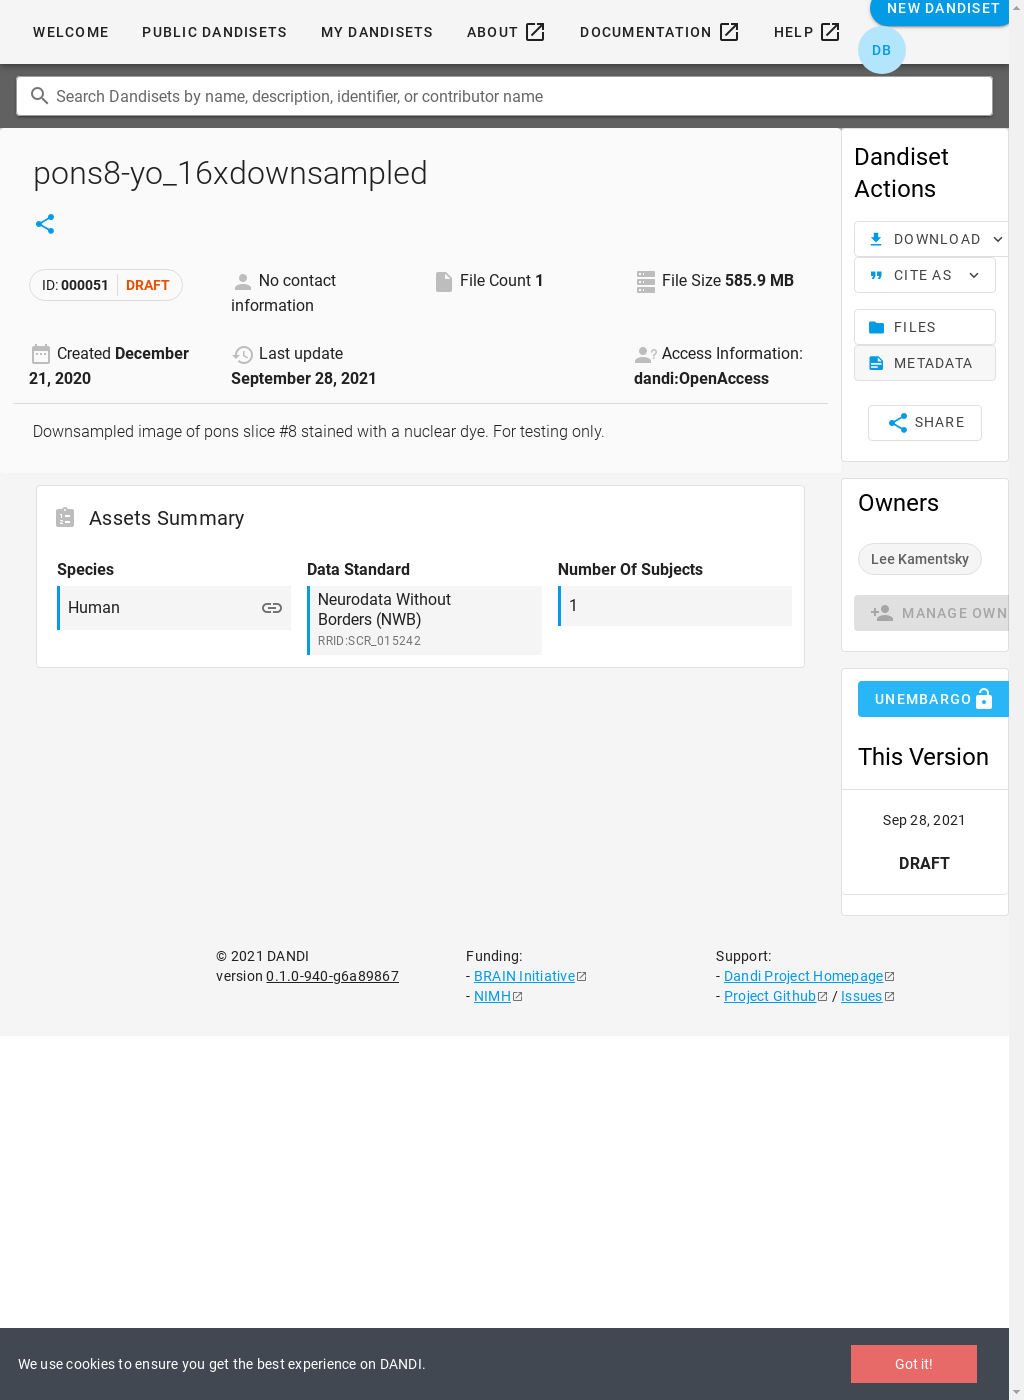 WELCOME
PUBLIC DANDISETS
MY DANDISETS
ABOUT
DOCUMENTATION
HELP
NEW DANDISET
DB
Search Dandisets by name, description, identifier, or contributor name
pons8-yo_16xdownsampled
ID: 000051 DRAFT
No contact
information
File Count 1
File Size 585.9 MB
Created December
21, 2020
Last update
September 28, 2021
Access Information:
dandi:OpenAccess
Downsampled image of pons slice #8 stained with a nuclear dye. For testing only.
Assets Summary
Species
Human
Data Standard
Neurodata Without
Borders (NWB)
RRID:SCR_015242
Number Of Subjects
1
Dandiset
Actions
DOWNLOAD
CITE AS
FILES
METADATA
SHARE
Owners
Lee Kamentsky
MANAGE OWN
UNEMBARGO
This Version
Sep 28, 2021
DRAFT
© 2021 DANDI
version 0.1.0-940-g6a89867
Funding:
- BRAIN Initiative
- NIMH
Support:
- Dandi Project Homepage
- Project Github / Issues
We use cookies to ensure you get the best experience on DANDI.
Got it!